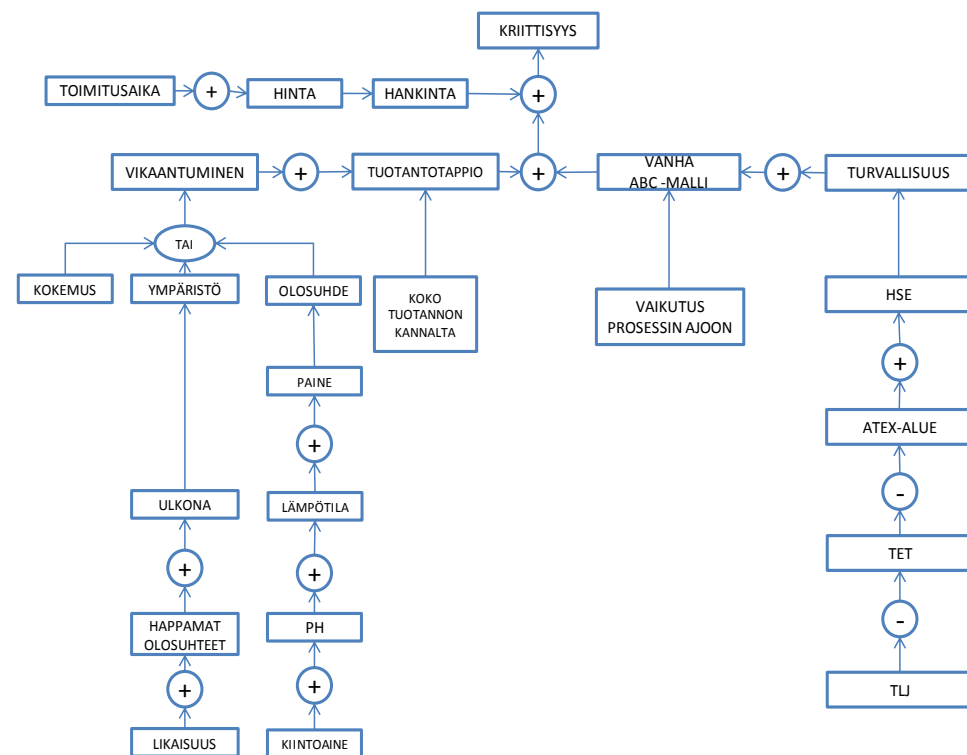 KRIITTISYYS
TOIMITUSAIKA
+
HINTA
HANKINTA
+
VIKAANTUMINEN
+
TUOTANTOTAPPIO
+
VANHA
ABC -MALLI
+
TURVALLISUUS
TAI
KOKEMUS
YMPÄRISTÖ
OLOSUHDE
KOKO
TUOTANNON
KANNALTA
VAIKUTUS
PROSESSIN AJOON
HSE
+
PAINE
ATEX-ALUE
+
-
ULKONA
LÄMPÖTILA
TET
+
+
-
HAPPAMAT
OLOSUHTEET
PH
+
+
TLJ
LIKAISUUS
KIINTOAINE